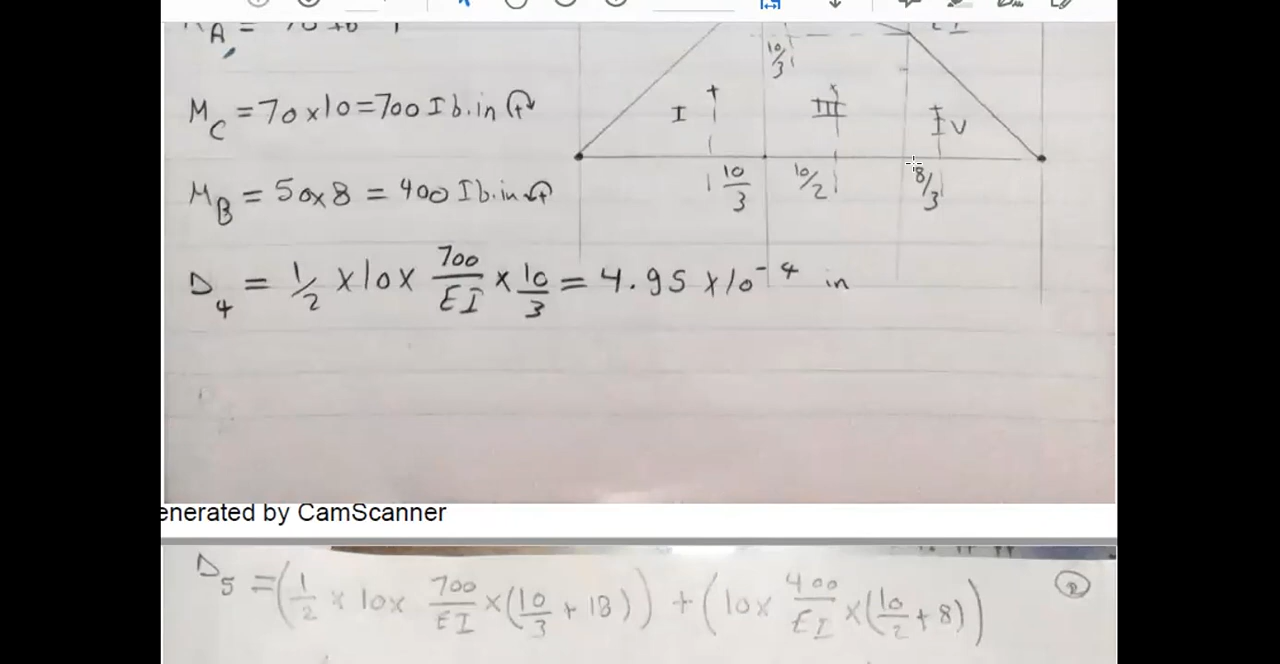 M_C = 70 x 10 = 700 Ib.in
M_B = 50 x 8 = 400 Ib.in
10/3
I
III
IV
10/3
10/2
8/3
D_4 = 1/2 x 10 x 700/EI x 10/3 = 4.95 x 10^-4 in
enerated by CamScanner
D_5 = (1/2 x 10 x 700/EI x (10/3 + 18)) + (10 x 400/EI x (10/2 + 8))
2